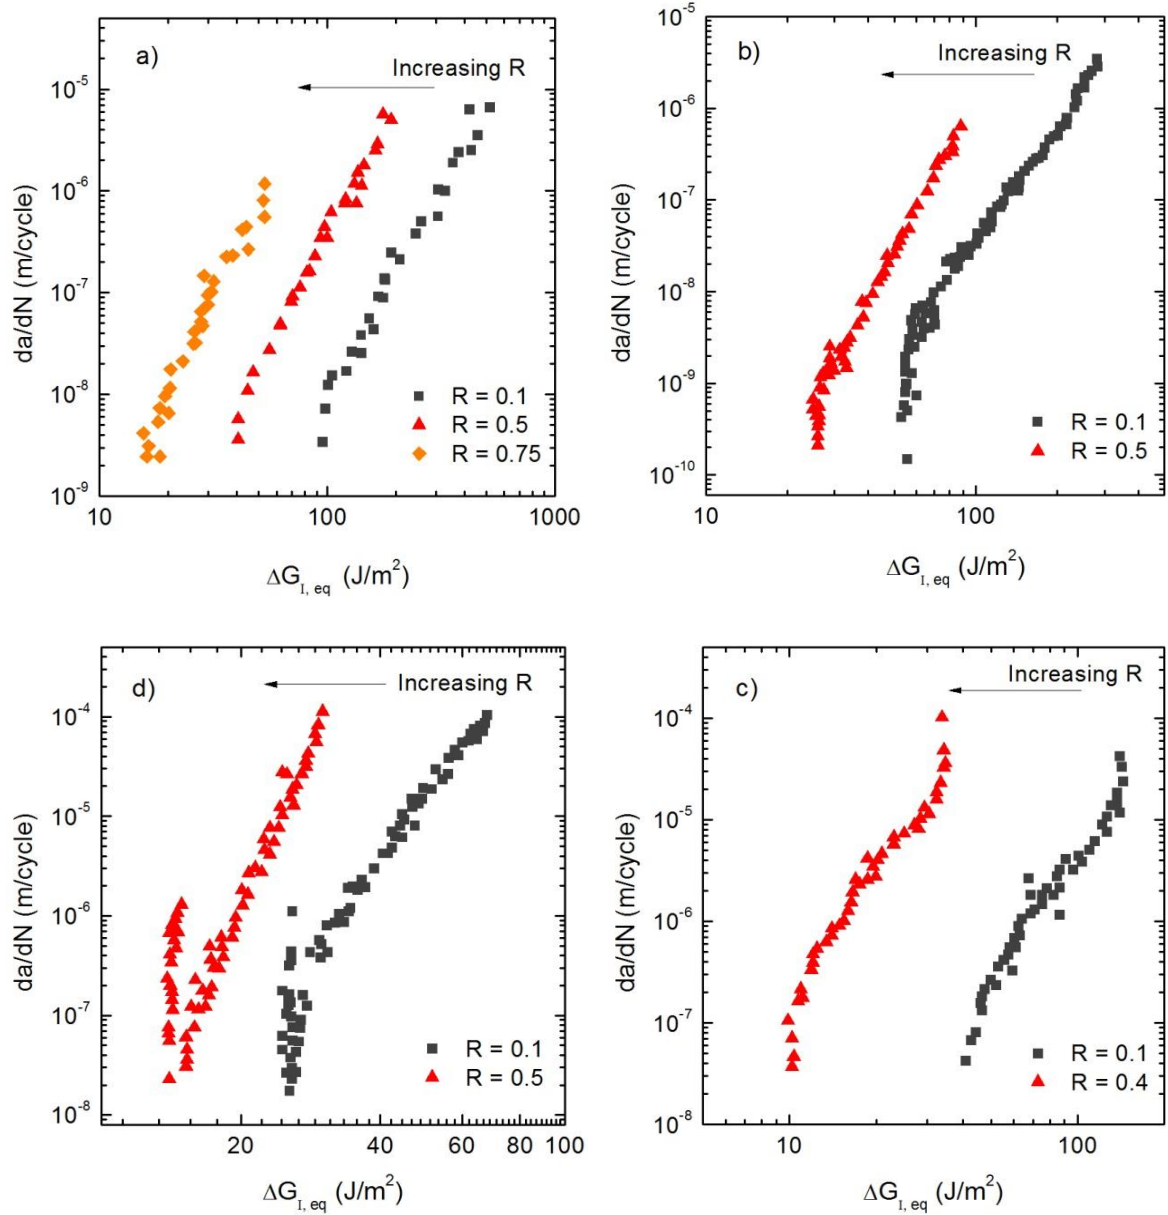 a)
Increasing R
10⁻⁵
10⁻⁶
10⁻⁷
10⁻⁸
10⁻⁹
da/dN (m/cycle)
R = 0.1
R = 0.5
R = 0.75
10
100
1000
ΔG_I, eq (J/m²)
b)
Increasing R
10⁻⁵
10⁻⁶
10⁻⁷
10⁻⁸
10⁻⁹
10⁻¹⁰
da/dN (m/cycle)
R = 0.1
R = 0.5
10
100
ΔG_I, eq (J/m²)
d)
Increasing R
10⁻⁴
10⁻⁵
10⁻⁶
10⁻⁷
10⁻⁸
da/dN (m/cycle)
R = 0.1
R = 0.5
20
40
60
80
100
ΔG_I, eq (J/m²)
c)
Increasing R
10⁻⁴
10⁻⁵
10⁻⁶
10⁻⁷
10⁻⁸
da/dN (m/cycle)
R = 0.1
R = 0.4
10
100
ΔG_I, eq (J/m²)